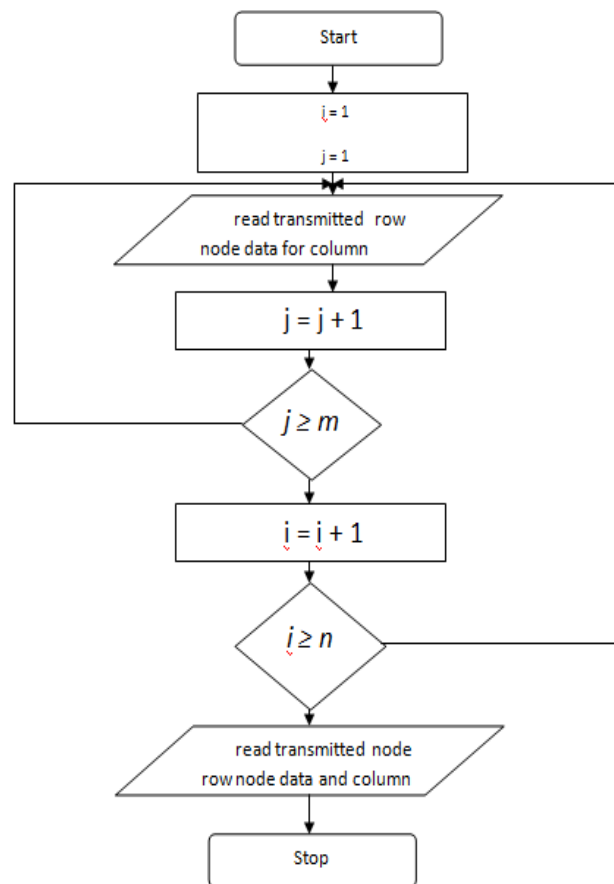 Start
i = 1
j = 1
read transmitted row
node data for column
j = j + 1
j ≥ m
i = i + 1
i ≥ n
read transmitted node
row node data and column
Stop